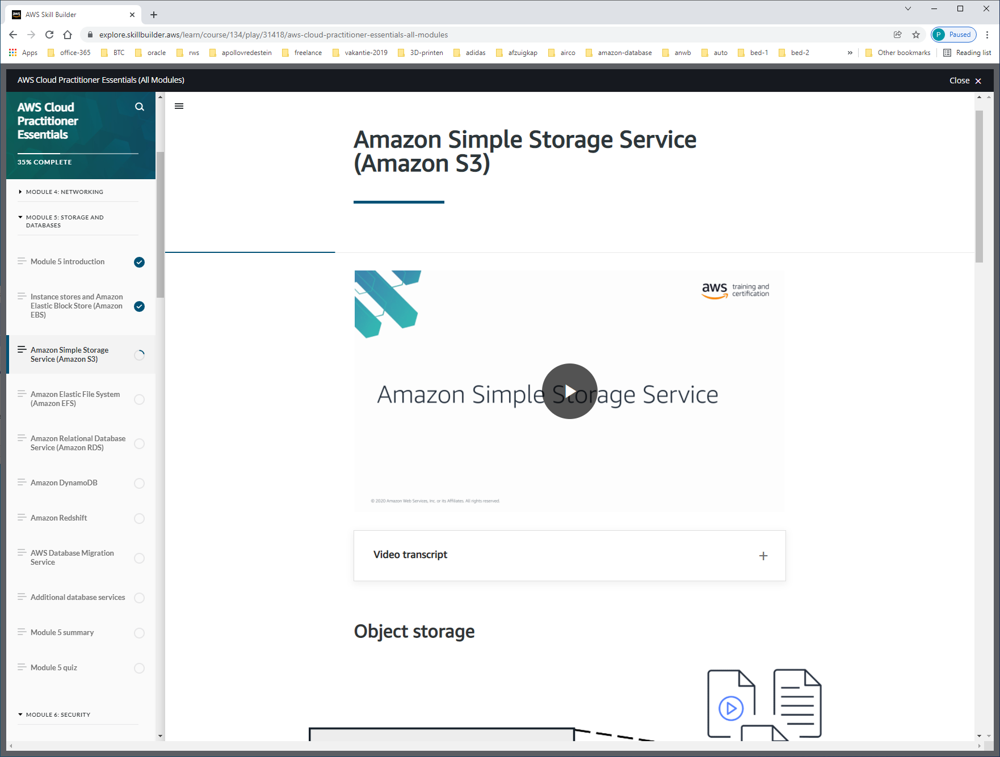 AWS Skill Builder
explore.skillbuilder.aws/learn/course/134/play/31418/aws-cloud-practitioner-essentials-all-modules
P Paused
Apps office-365 BTC oracle rws apollovredestein freelance vakantie-2019 3D-printen adidas afzuigkap airco amazon-database anwb auto bed-1 bed-2 » Other bookmarks Reading list
AWS Cloud Practitioner Essentials (All Modules)
Close
AWS Cloud
Practitioner
Essentials
35% COMPLETE
MODULE 4: NETWORKING
MODULE 5: STORAGE AND
DATABASES
Module 5 introduction
Instance stores and Amazon
Elastic Block Store (Amazon
EBS)
Amazon Simple Storage
Service (Amazon S3)
Amazon Elastic File System
(Amazon EFS)
Amazon Relational Database
Service (Amazon RDS)
Amazon DynamoDB
Amazon Redshift
AWS Database Migration
Service
Additional database services
Module 5 summary
Module 5 quiz
MODULE 6: SECURITY
Amazon Simple Storage Service
(Amazon S3)
aws training and
certification
Amazon Simple Storage Service
© 2020 Amazon Web Services, Inc. or its Affiliates. All rights reserved.
Video transcript
Object storage